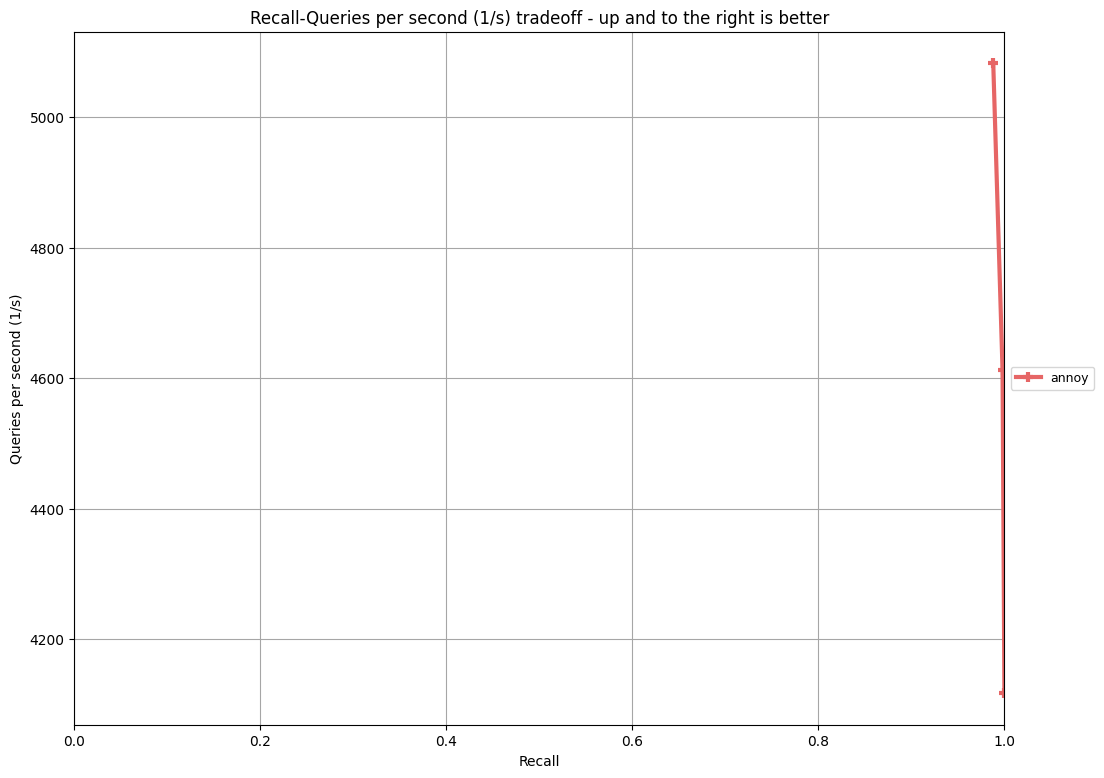 Recall-Queries per second (1/s) tradeoff - up and to the right is better
Queries per second (1/s)
5000
4800
4600
4400
4200
0.0 0.2 0.4 0.6 0.8 1.0
Recall
annoy